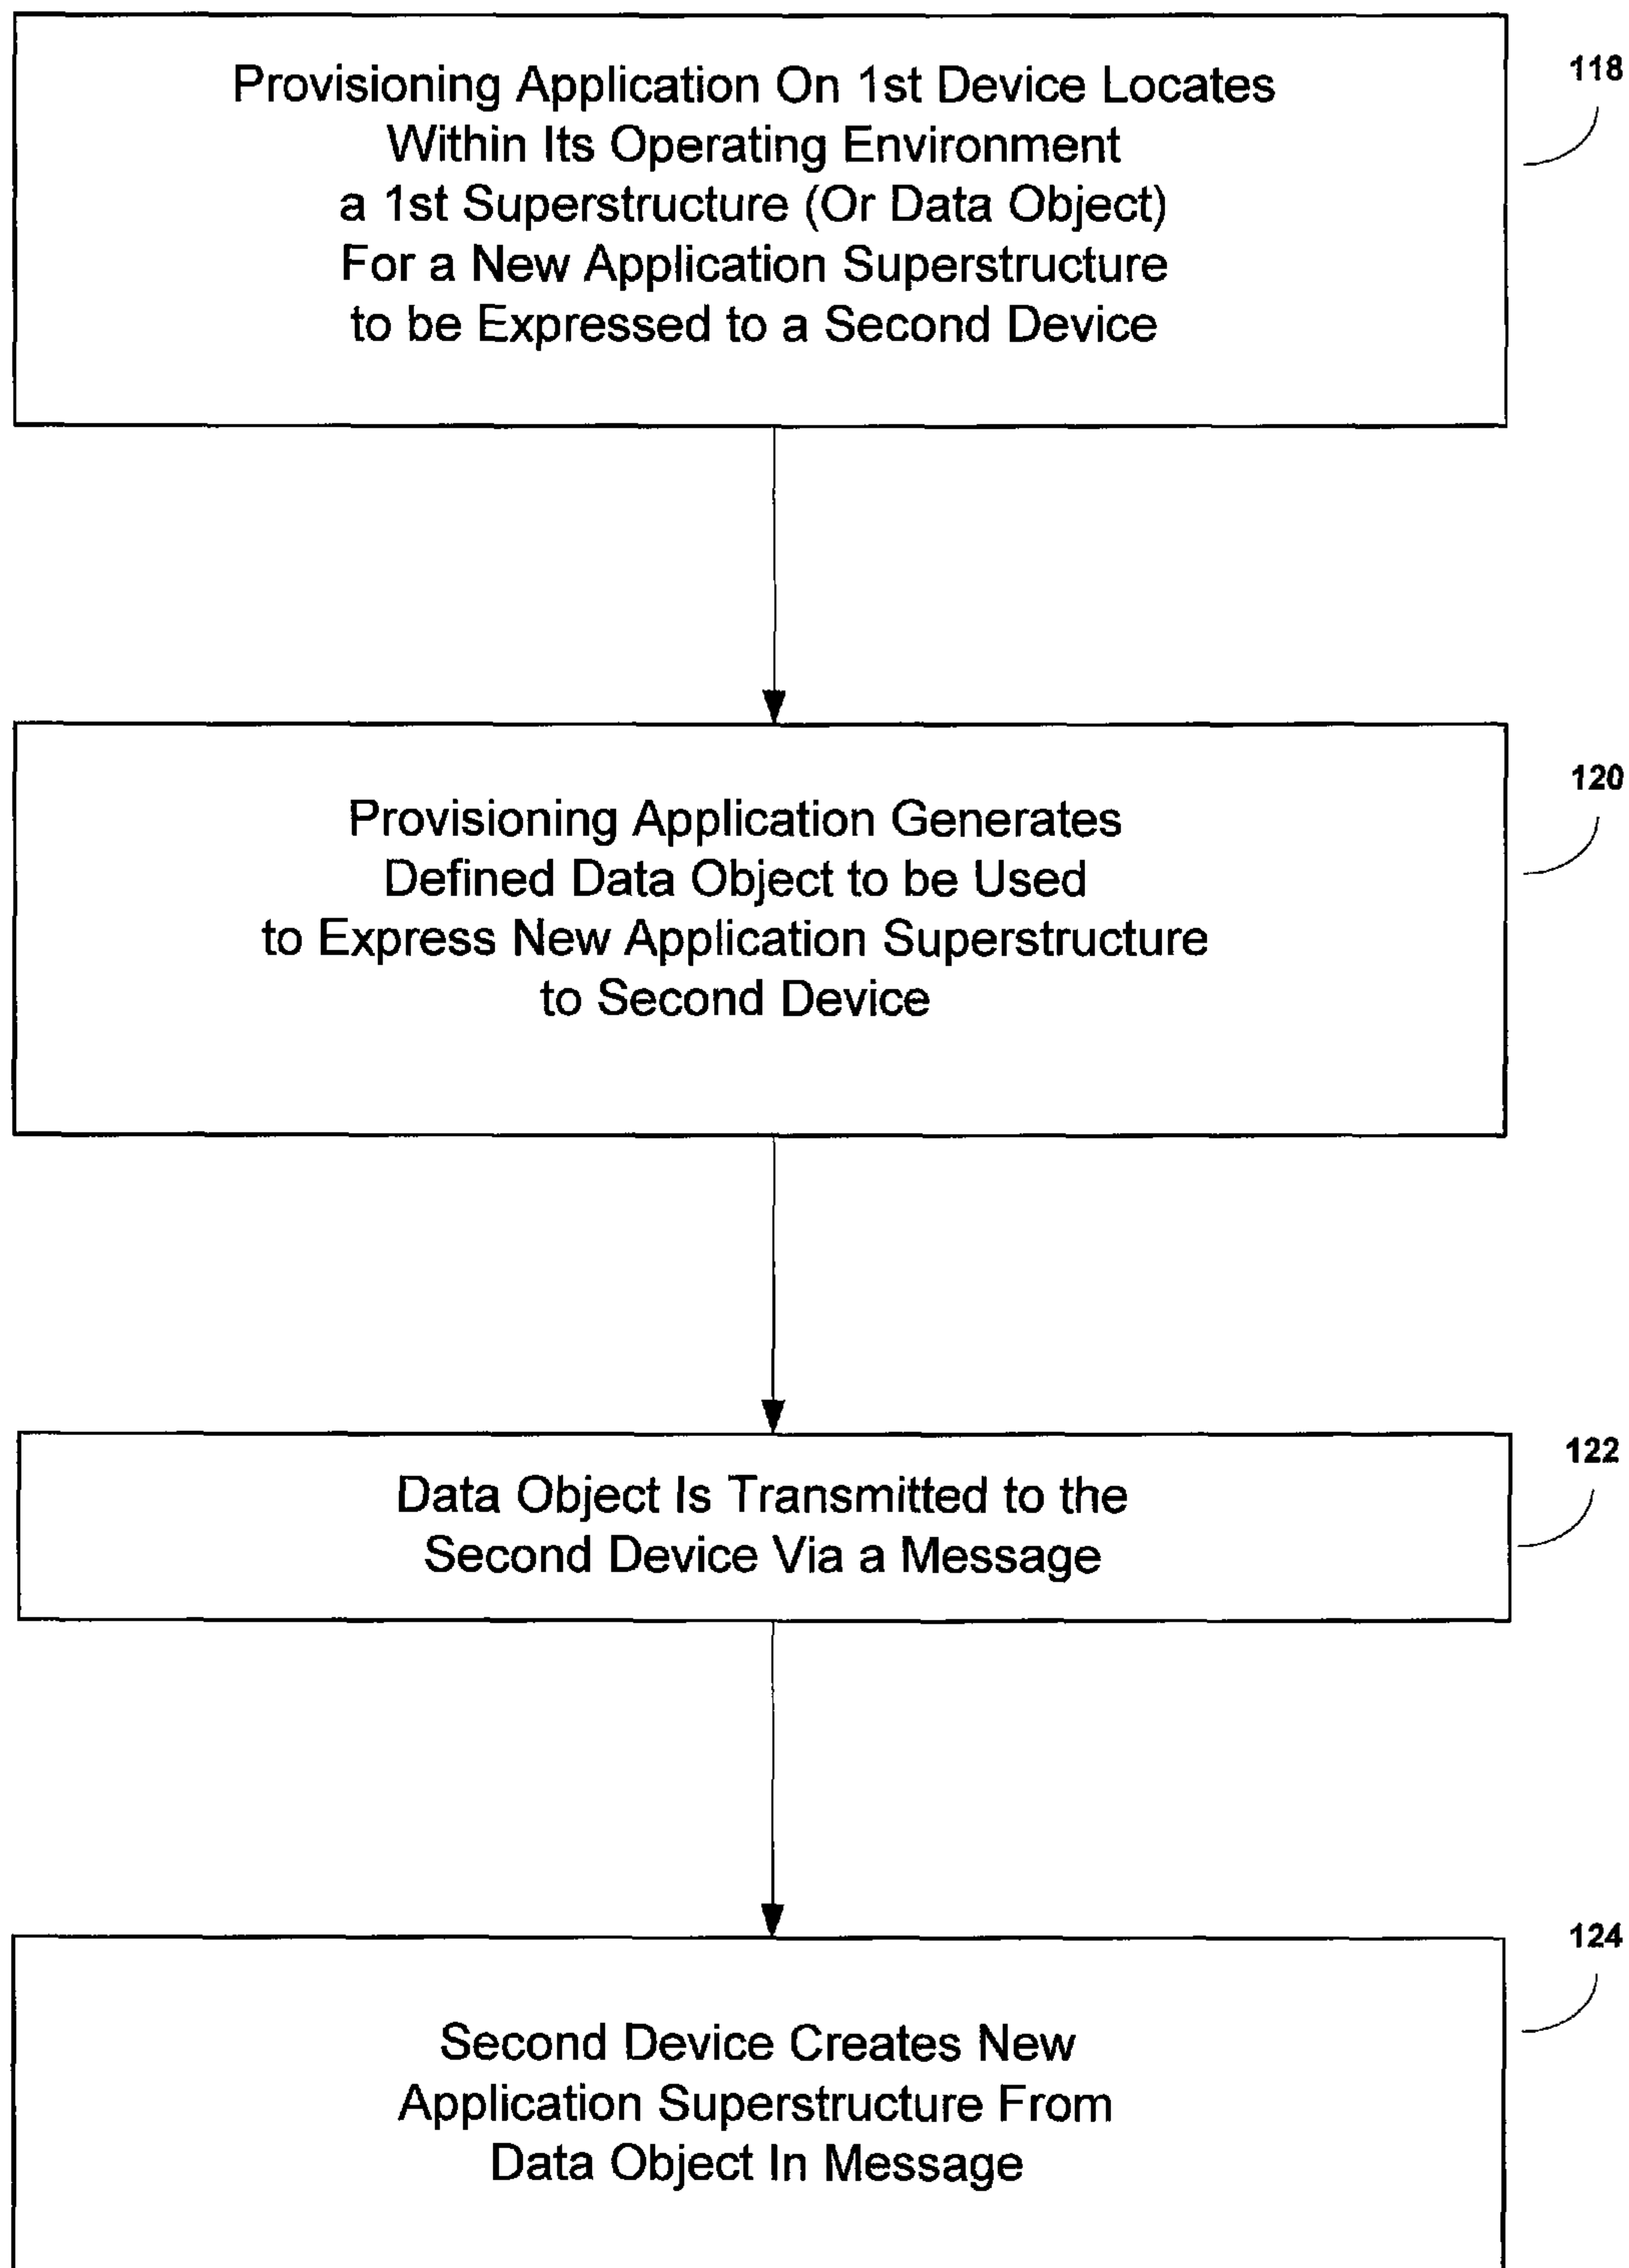 Provisioning Application On 1st Device Locates
Within Its Operating Environment
a 1st Superstructure (Or Data Object)
For a New Application Superstructure
to be Expressed to a Second Device
118
Provisioning Application Generates
Defined Data Object to be Used
to Express New Application Superstructure
to Second Device
120
Data Object Is Transmitted to the
Second Device Via a Message
122
Second Device Creates New
Application Superstructure From
Data Object In Message
124